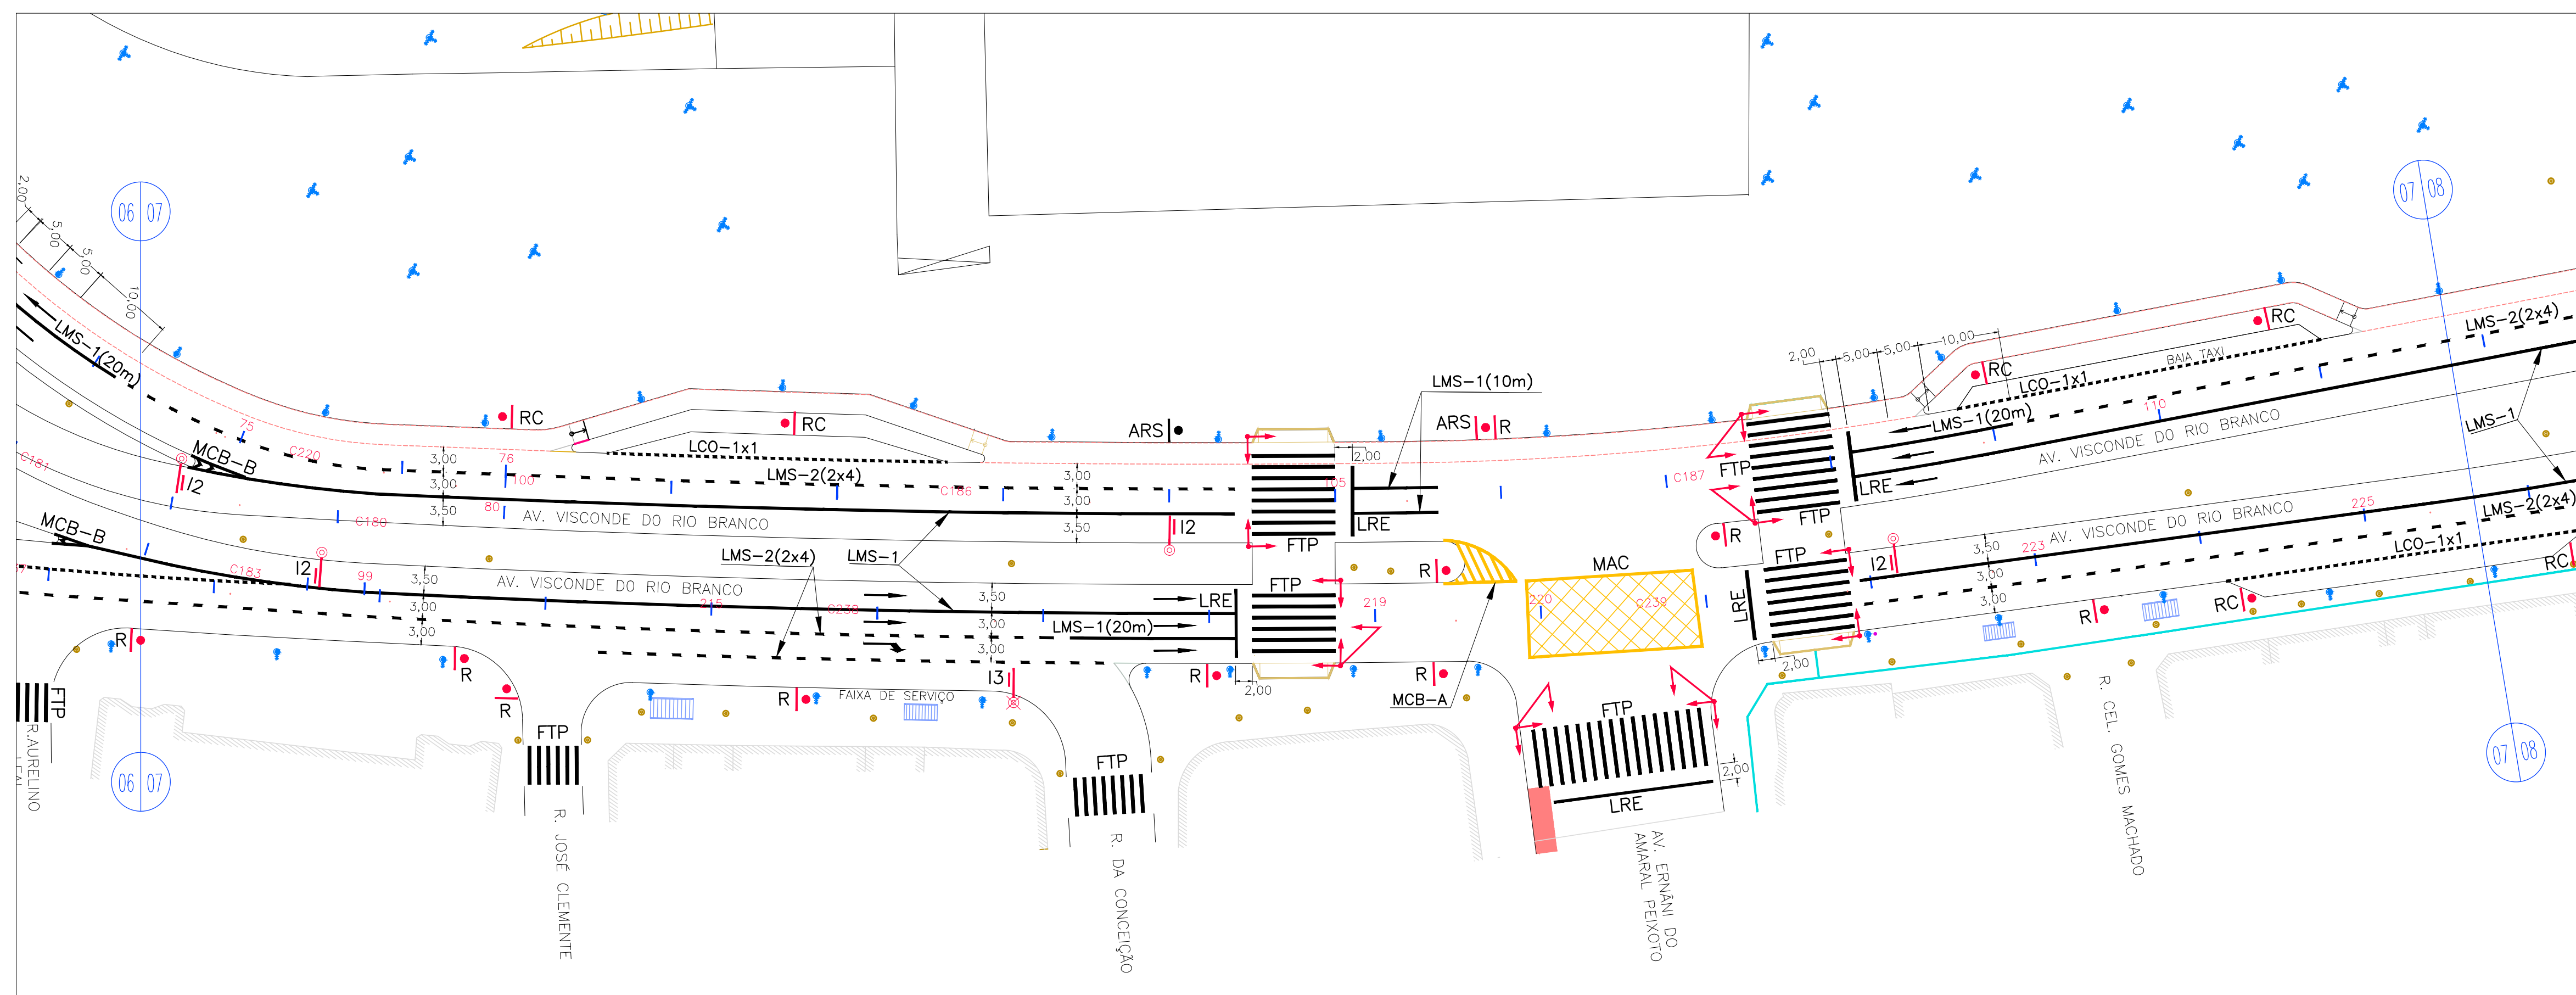 2,00
5,00
5,00
10,00
LMS-1(20m)
06 07
75
C220
MCB-B
C181
I2
MCB-B
C180
C183
I2
99
3,00
3,00
3,50
76
100
80
RC
RC
LCO-1x1
LMS-2(2x4)
AV. VISCONDE DO RIO BRANCO
C186
3,00
3,00
3,50
ARS
I2
105
2,00
LRE
FTP
LMS-1(10m)
ARS
R
LMS-2(2x4)
LMS-1
AV. VISCONDE DO RIO BRANCO
3,50
3,00
3,00
215
C238
3,50
3,00
3,00
LMS-1(20m)
LRE
FTP
2,00
219
R
MCB-A
MAC
220
C239
C187
FTP
FTP
LRE
R
FTP
LRE
2,00
2,00
5,00
5,00
10,00
RC
RC
BAIA TAXI
LCO-1x1
LMS-1(20m)
110
AV. VISCONDE DO RIO BRANCO
LMS-2(2x4)
LMS-1
07 08
I2
223
225
AV. VISCONDE DO RIO BRANCO
LMS-2(2x4)
LCO-1x1
3,50
3,00
3,00
R
RC
RC
R
R
R
R
FAIXA DE SERVIÇO
I3
R
R
FTP
R.AURELINO
LEAL
06 07
FTP
R. JOSÉ CLEMENTE
FTP
R. DA CONCEIÇÃO
FTP
LRE
2,00
AV. ERNÂNI DO
AMARAL PEIXOTO
R. CEL. GOMES MACHADO
07 08